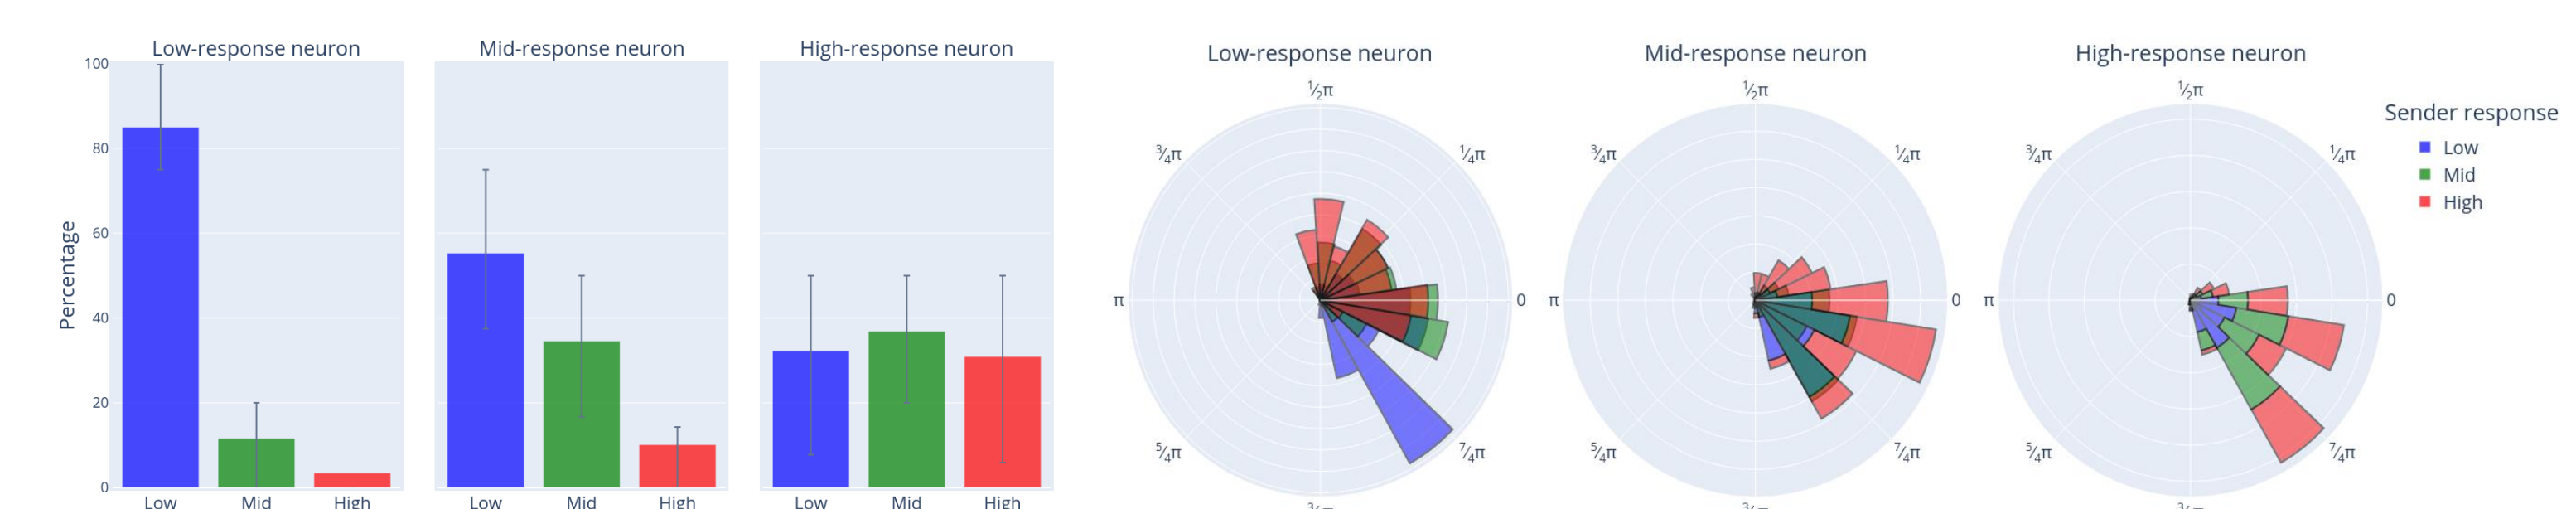 Low-response neuron
Mid-response neuron
High-response neuron
Percentage
100
80
60
40
20
0
Low Mid High
Low Mid High
Low Mid High
Low-response neuron
½π
¾π ¼π
π 0
⁵⁄₄π ⁷⁄₄π
Mid-response neuron
½π
¾π ¼π
π 0
⁵⁄₄π ⁷⁄₄π
High-response neuron
½π
¾π ¼π
π 0
⁵⁄₄π ⁷⁄₄π
Sender response
Low
Mid
High